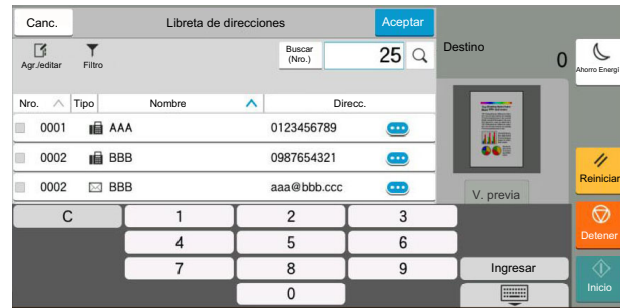 Canc.
Libreta de direcciones
Aceptar
Agr./editar
Filtro
Buscar
(Nro.)
25
Destino
0
Ahorro Energí
Nro.
Tipo
Nombre
Direcc.
0001
AAA
0123456789
0002
BBB
0987654321
0002
BBB
aaa@bbb.ccc
V. previa
Reiniciar
C
1
2
3
4
5
6
Detener
7
8
9
Ingresar
0
Inicio